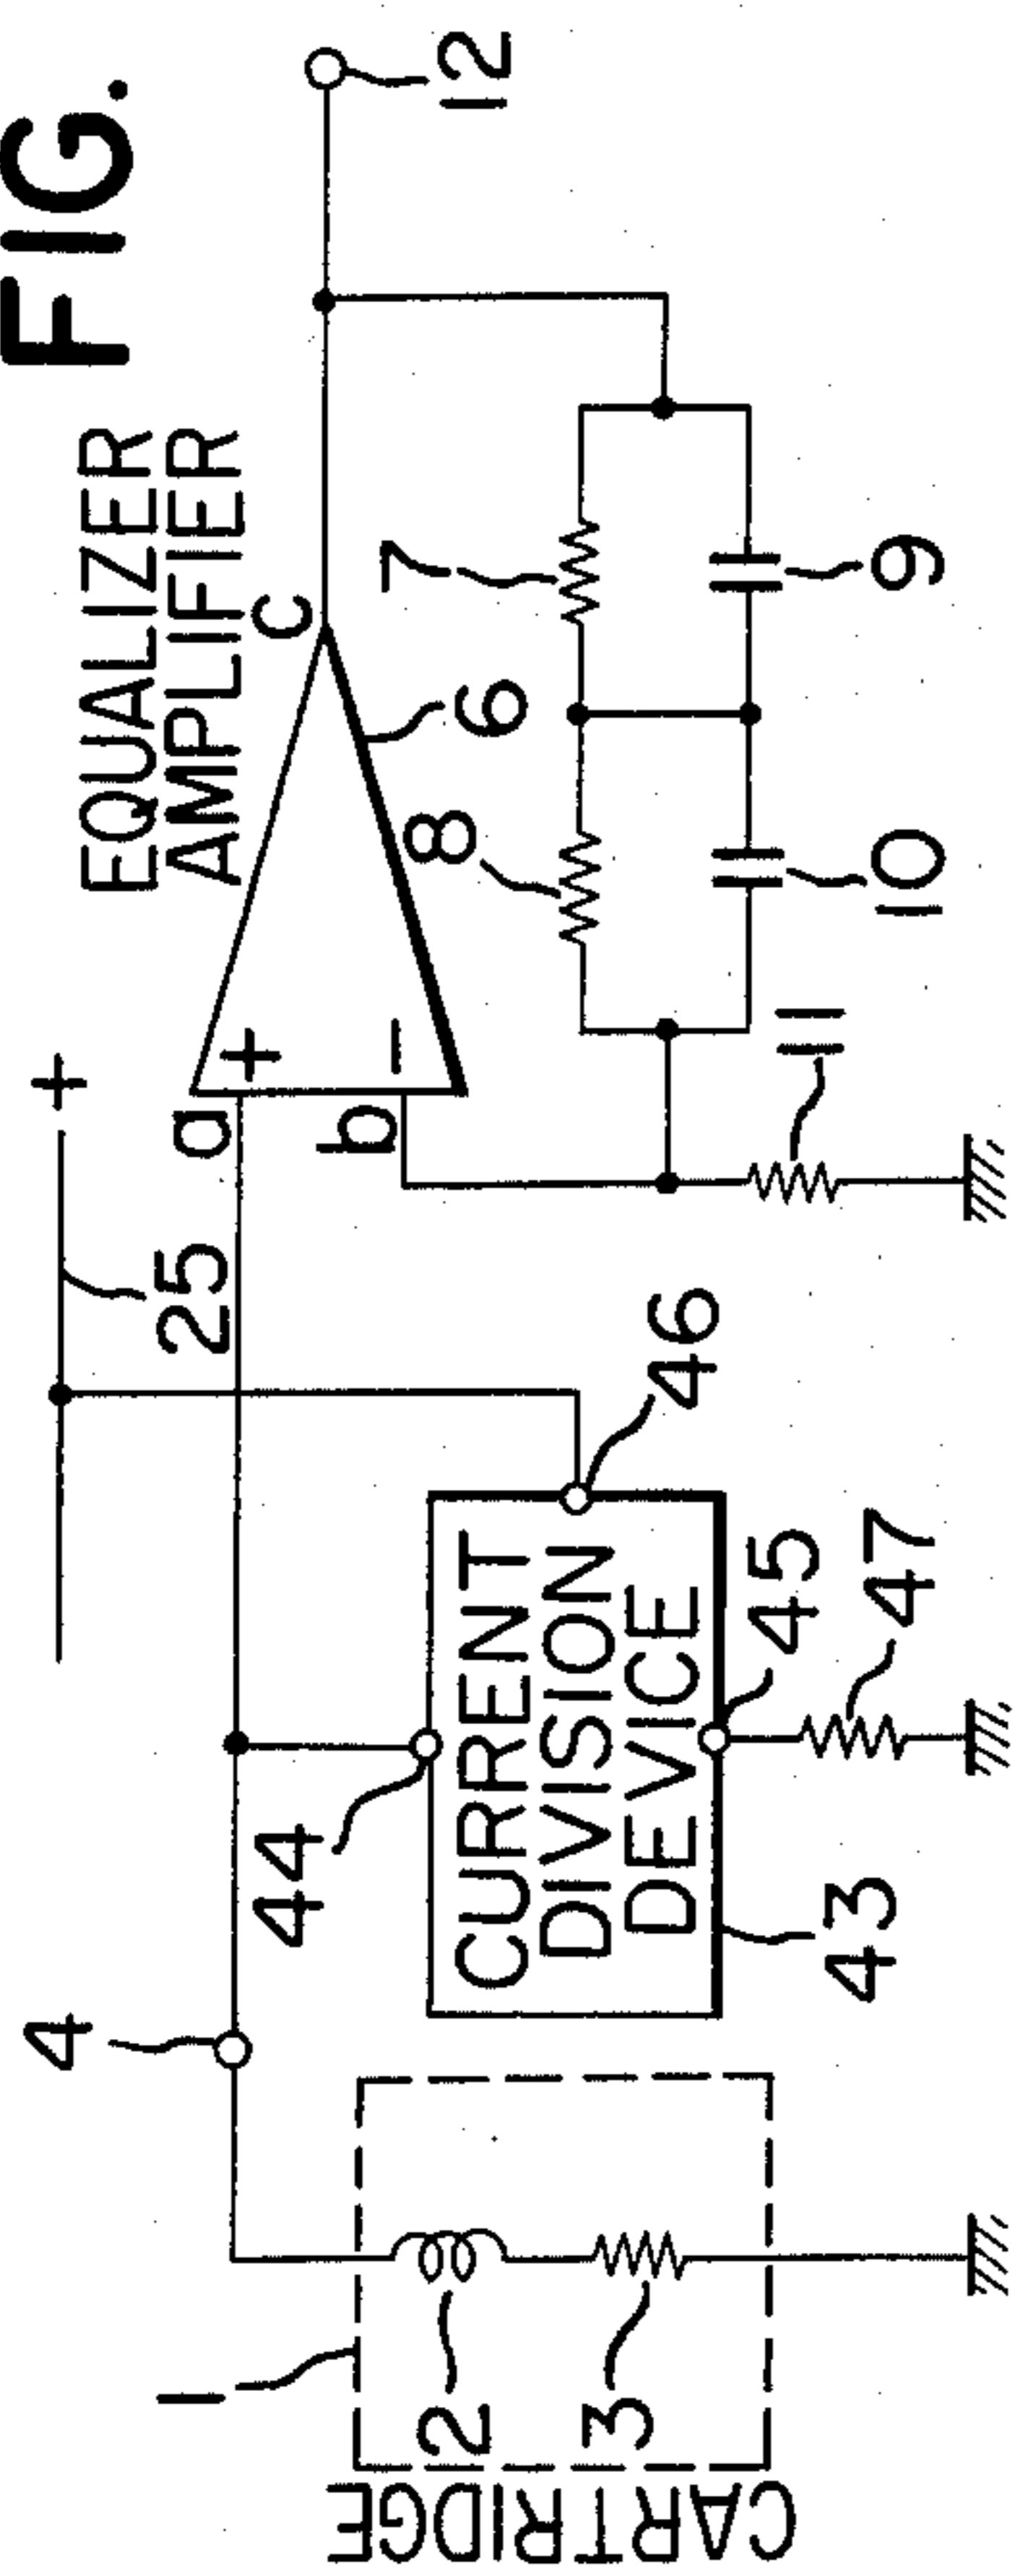 FIG.
EQUALIZER
AMPLIFIER
c
12
+
25
a
+
b
−
6
7
8
9
10
11
4
44
CURRENT
DIVISION
DEVICE
46
45
47
43
1
2
3
CARTRIDGE